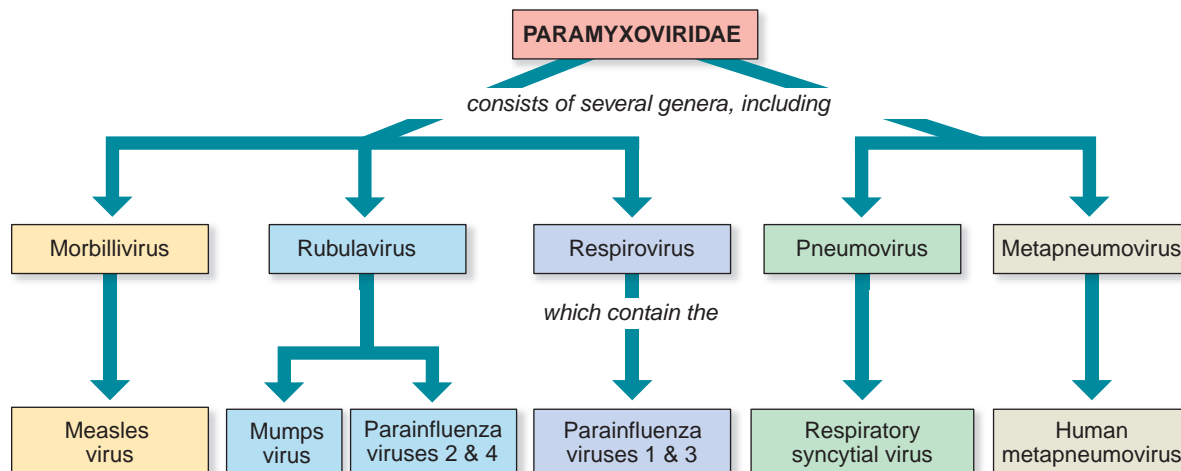 PARAMYXOVIRIDAE
consists of several genera, including
Morbillivirus
Rubulavirus
Respirovirus
Pneumovirus
Metapneumovirus
which contain the
Measles
virus
Mumps
virus
Parainfluenza
viruses 2 & 4
Parainfluenza
viruses 1 & 3
Respiratory
syncytial virus
Human
metapneumovirus